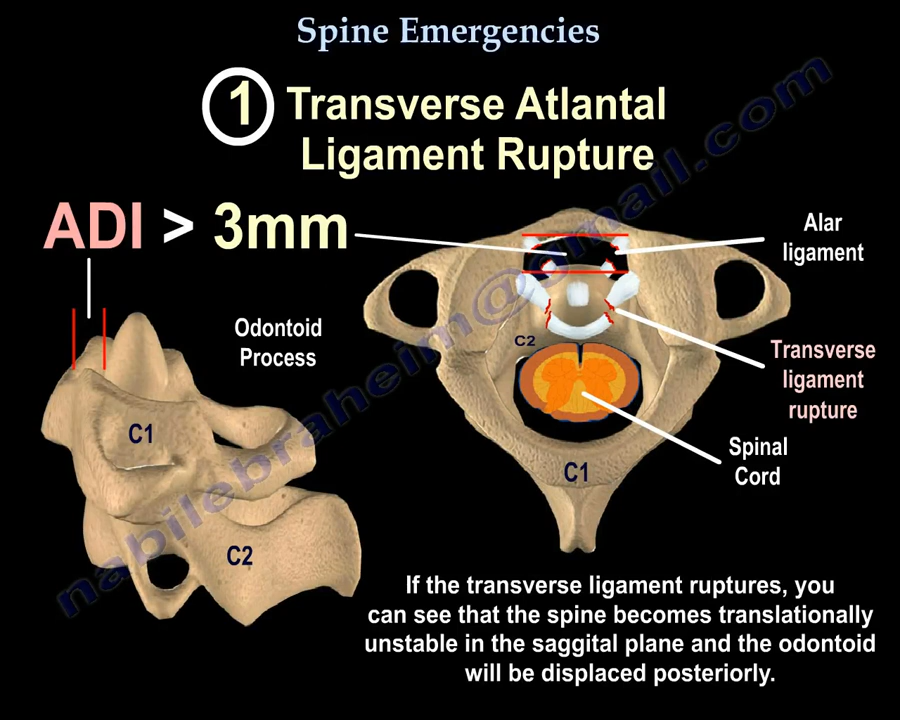 Spine Emergencies
1 Transverse Atlantal
Ligament Rupture
ADI > 3mm
Alar
ligament
Odontoid
Process
C2
Transverse
ligament
rupture
C1
Spinal
Cord
C1
C2
If the transverse ligament ruptures, you
can see that the spine becomes translationally
unstable in the saggital plane and the odontoid
will be displaced posteriorly.
nabilebraheim@gmail.com